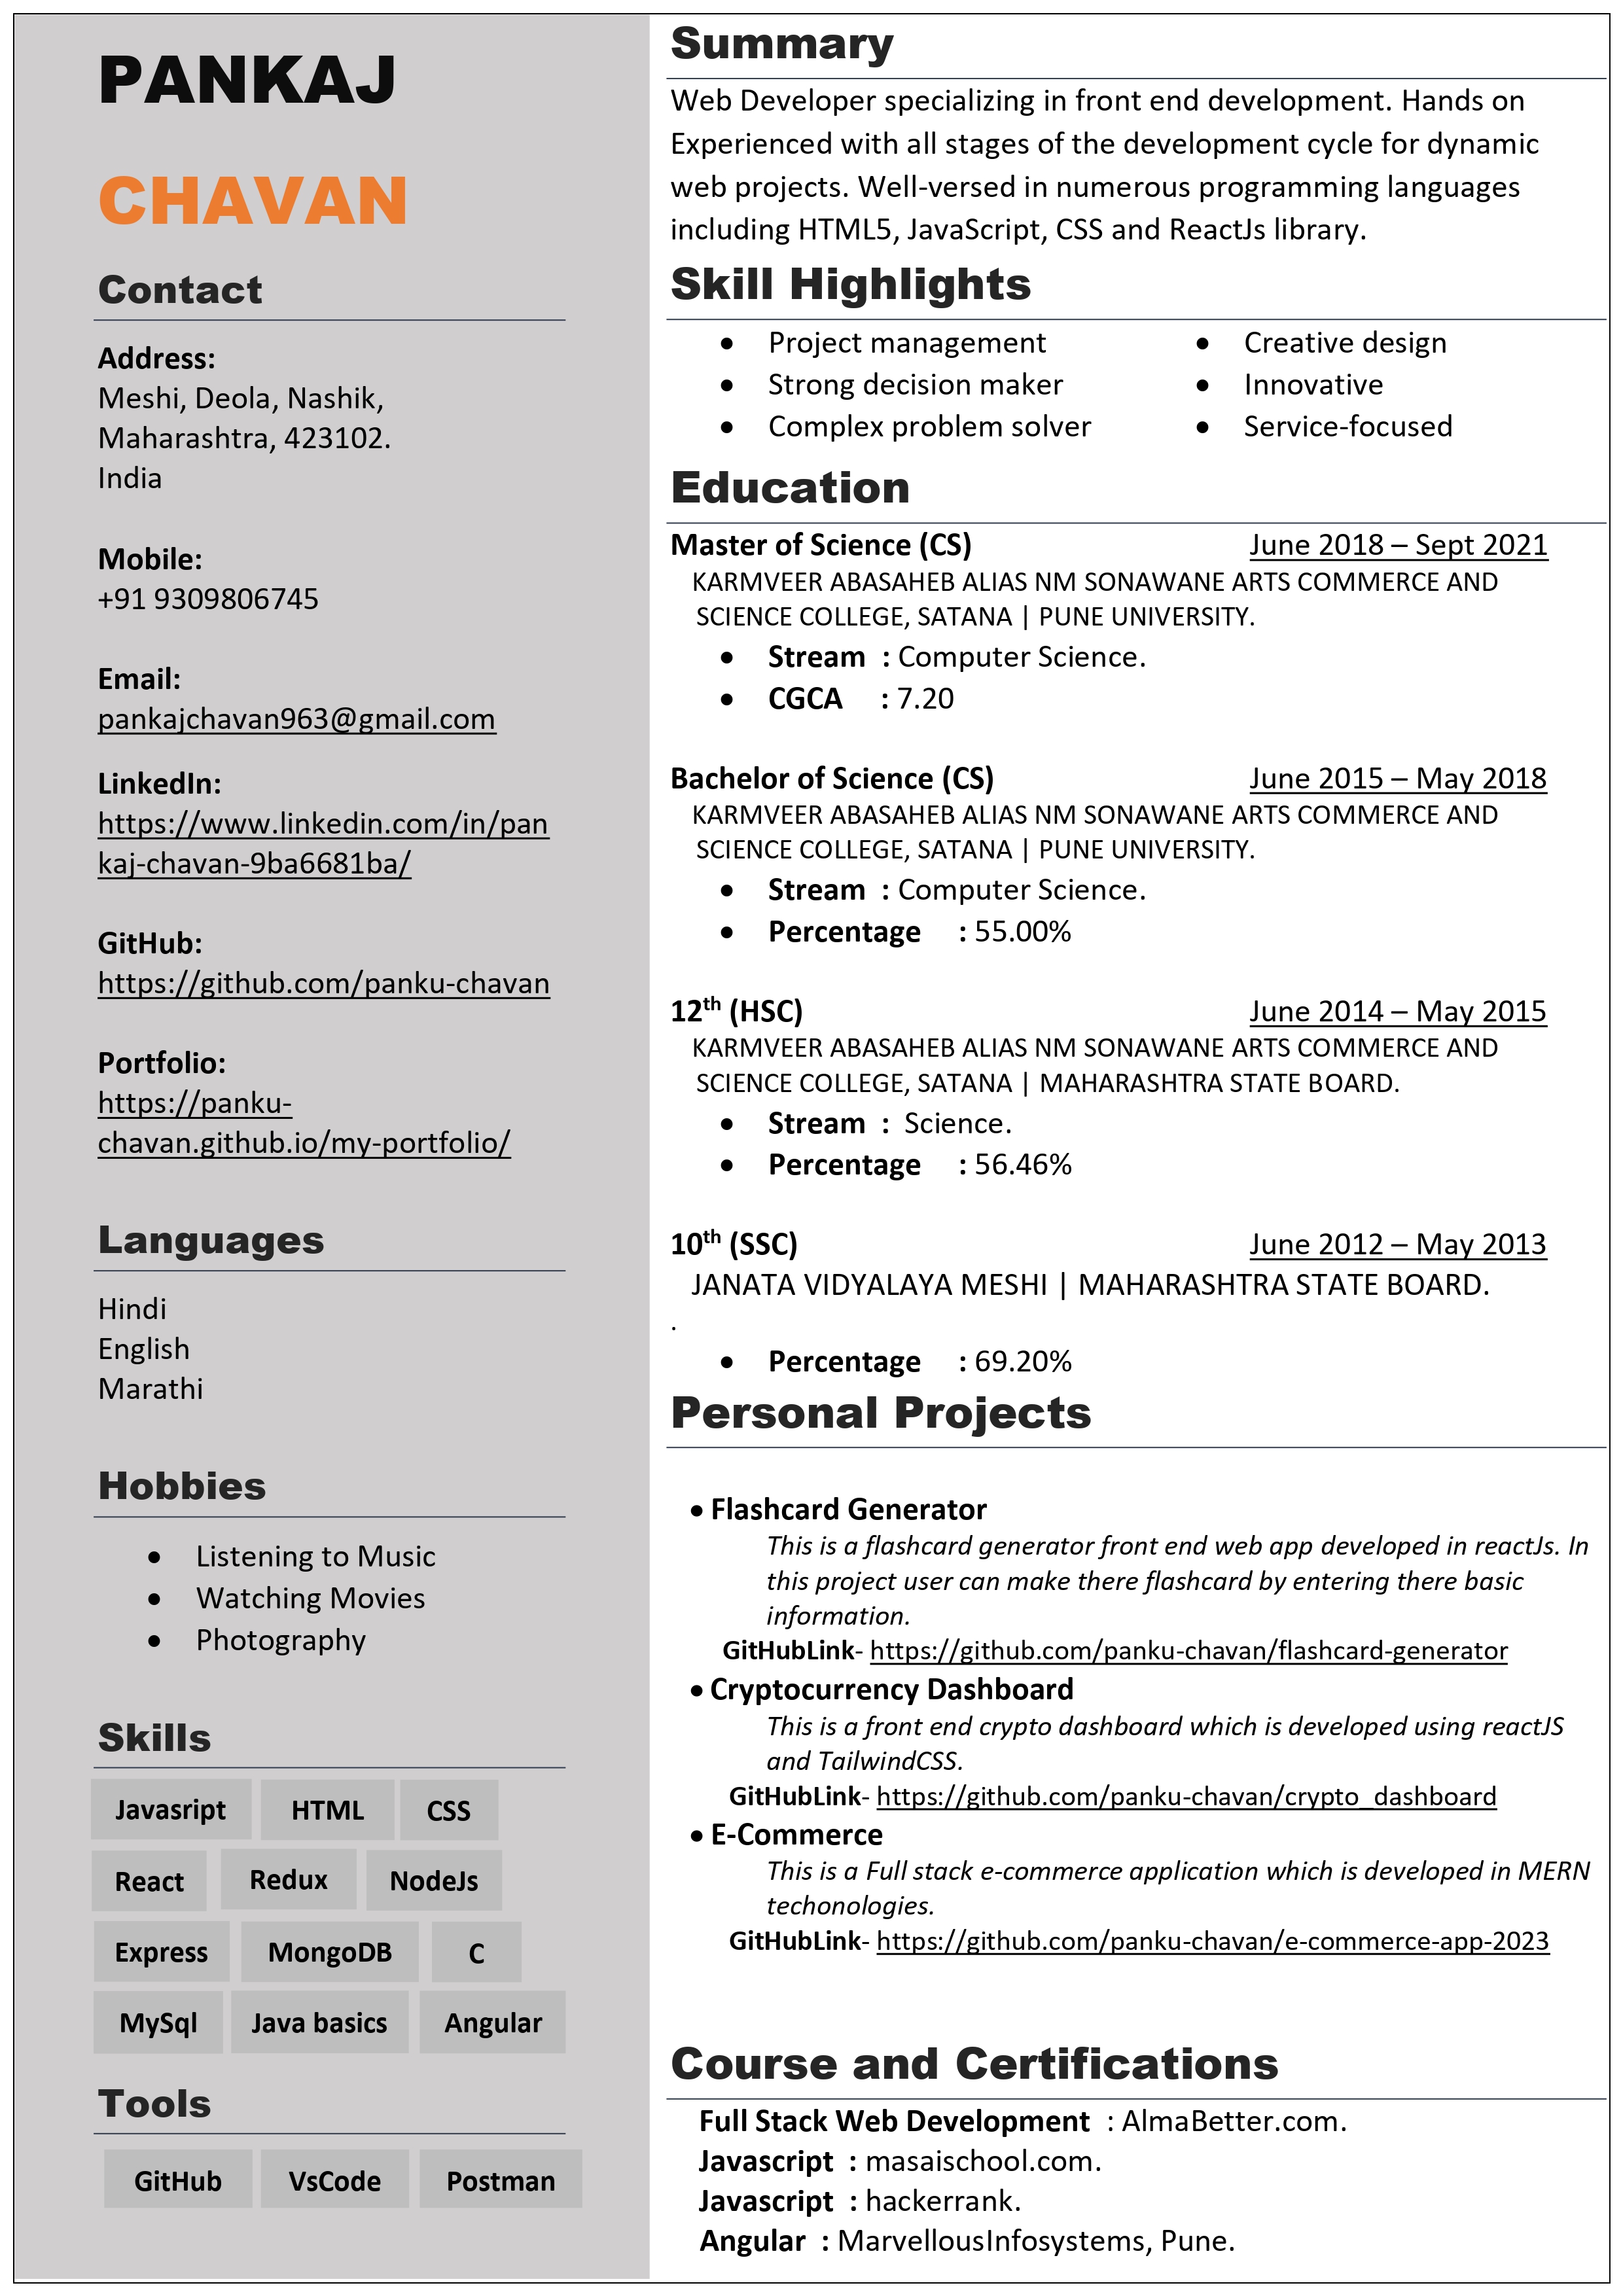 PANKAJ
CHAVAN
Contact
Address:
Meshi, Deola, Nashik,
Maharashtra, 423102.
India
Mobile:
+91 9309806745
Email:
pankajchavan963@gmail.com
LinkedIn:
https://www.linkedin.com/in/pan
kaj-chavan-9ba6681ba/
GitHub:
https://github.com/panku-chavan
Portfolio:
https://panku-
chavan.github.io/my-portfolio/
Languages
Hindi
English
Marathi
Hobbies
• Listening to Music
• Watching Movies
• Photography
Skills
Javasript HTML CSS
React Redux NodeJs
Express MongoDB C
MySql Java basics Angular
Tools
GitHub VsCode Postman
Summary
Web Developer specializing in front end development. Hands on
Experienced with all stages of the development cycle for dynamic
web projects. Well-versed in numerous programming languages
including HTML5, JavaScript, CSS and ReactJs library.
Skill Highlights
• Project management
• Strong decision maker
• Complex problem solver
• Creative design
• Innovative
• Service-focused
Education
Master of Science (CS) June 2018 – Sept 2021
KARMVEER ABASAHEB ALIAS NM SONAWANE ARTS COMMERCE AND
SCIENCE COLLEGE, SATANA | PUNE UNIVERSITY.
• Stream : Computer Science.
• CGCA : 7.20
Bachelor of Science (CS) June 2015 – May 2018
KARMVEER ABASAHEB ALIAS NM SONAWANE ARTS COMMERCE AND
SCIENCE COLLEGE, SATANA | PUNE UNIVERSITY.
• Stream : Computer Science.
• Percentage : 55.00%
12th (HSC) June 2014 – May 2015
KARMVEER ABASAHEB ALIAS NM SONAWANE ARTS COMMERCE AND
SCIENCE COLLEGE, SATANA | MAHARASHTRA STATE BOARD.
• Stream : Science.
• Percentage : 56.46%
10th (SSC) June 2012 – May 2013
JANATA VIDYALAYA MESHI | MAHARASHTRA STATE BOARD.
.
• Percentage : 69.20%
Personal Projects
• Flashcard Generator
This is a flashcard generator front end web app developed in reactJs. In
this project user can make there flashcard by entering there basic
information.
GitHubLink- https://github.com/panku-chavan/flashcard-generator
• Cryptocurrency Dashboard
This is a front end crypto dashboard which is developed using reactJS
and TailwindCSS.
GitHubLink- https://github.com/panku-chavan/crypto_dashboard
• E-Commerce
This is a Full stack e-commerce application which is developed in MERN
techonologies.
GitHubLink- https://github.com/panku-chavan/e-commerce-app-2023
Course and Certifications
Full Stack Web Development : AlmaBetter.com.
Javascript : masaischool.com.
Javascript : hackerrank.
Angular : MarvellousInfosystems, Pune.